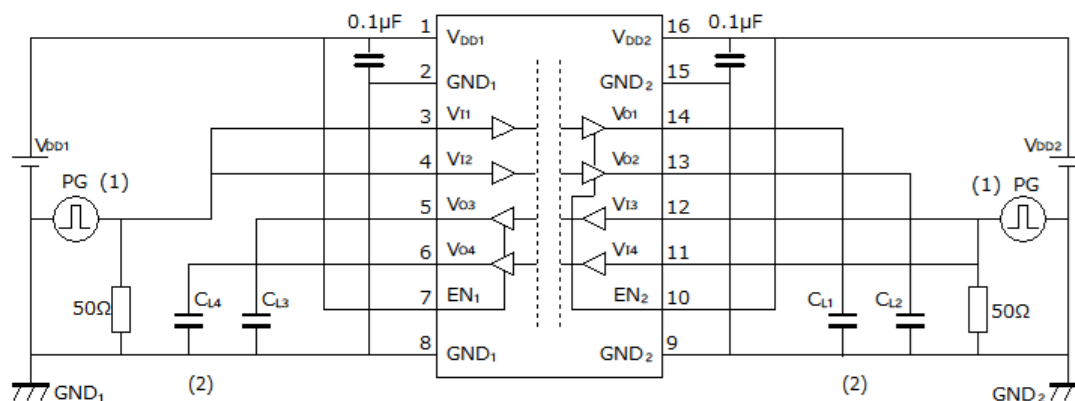 0.1μF 1 16 0.1μF
VDD1 VDD2
2 15
GND1 GND2
3 VI1 VO1 14
VDD1 4 VI2 VO2 13 VDD2
PG (1) (1) PG
5 VO3 VI3 12
6 VO4 VI4 11
50Ω CL4 CL3 7 EN1 EN2 10 CL1 CL2 50Ω
8 GND1 GND2 9
GND1 (2) (2) GND2